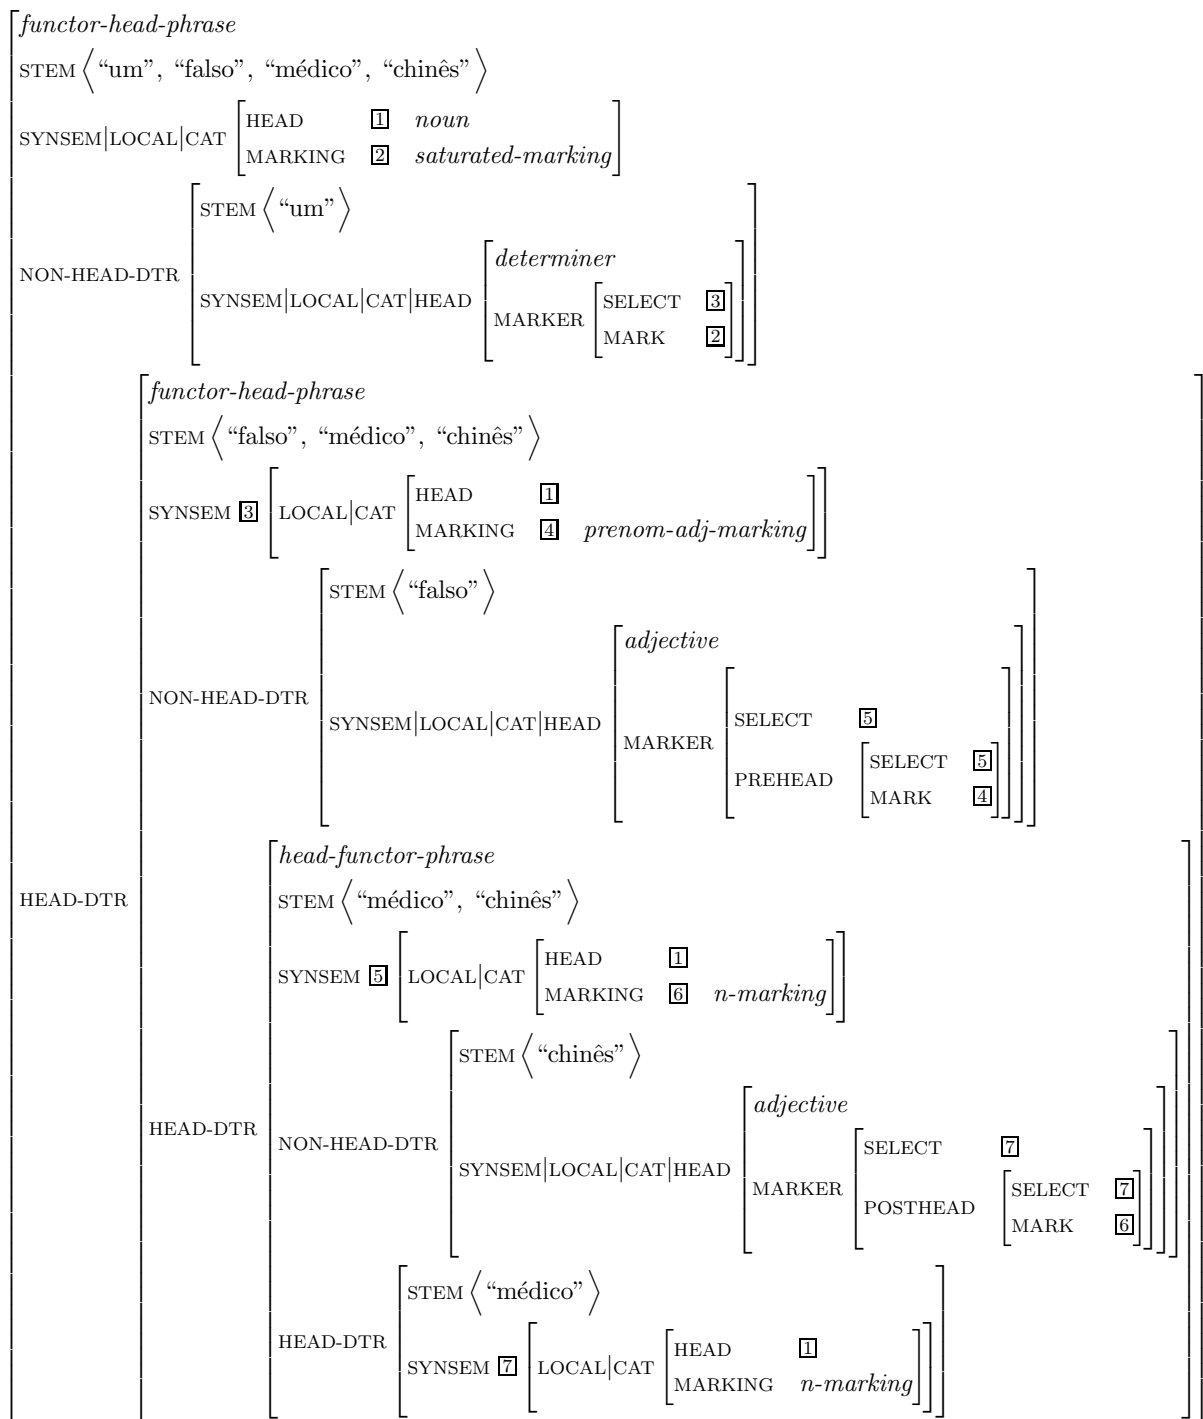 functor-head-phrase
STEM ⟨ “um”, “falso”, “médico”, “chinês” ⟩
SYNSEM|LOCAL|CAT
HEAD 1 noun
MARKING 2 saturated-marking
NON-HEAD-DTR
STEM ⟨ “um” ⟩
SYNSEM|LOCAL|CAT|HEAD
determiner
MARKER
SELECT 3
MARK 2
HEAD-DTR
functor-head-phrase
STEM ⟨ “falso”, “médico”, “chinês” ⟩
SYNSEM 3 LOCAL|CAT
HEAD 1
MARKING 4 prenom-adj-marking
NON-HEAD-DTR
STEM ⟨ “falso” ⟩
SYNSEM|LOCAL|CAT|HEAD
adjective
MARKER
SELECT 5
PREHEAD
SELECT 5
MARK 4
HEAD-DTR
head-functor-phrase
STEM ⟨ “médico”, “chinês” ⟩
SYNSEM 5 LOCAL|CAT
HEAD 1
MARKING 6 n-marking
NON-HEAD-DTR
STEM ⟨ “chinês” ⟩
SYNSEM|LOCAL|CAT|HEAD
adjective
MARKER
SELECT 7
POSTHEAD
SELECT 7
MARK 6
HEAD-DTR
STEM ⟨ “médico” ⟩
SYNSEM 7 LOCAL|CAT
HEAD 1
MARKING n-marking